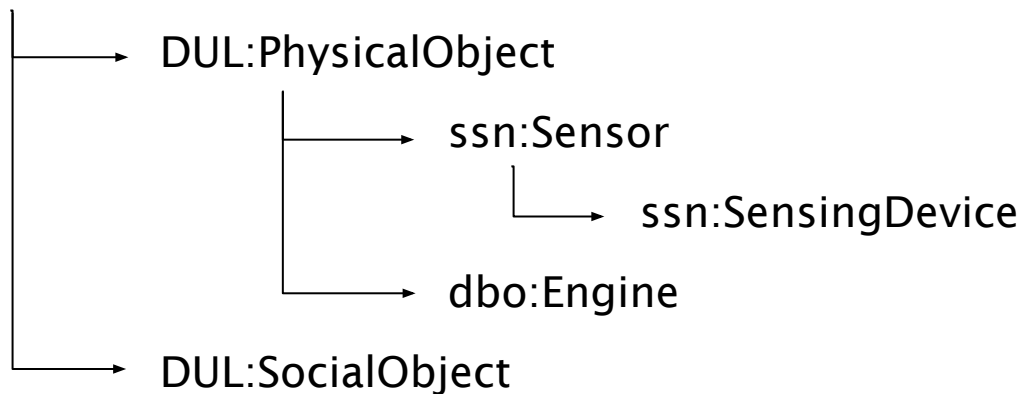 DUL:PhysicalObject
ssn:Sensor
ssn:SensingDevice
dbo:Engine
DUL:SocialObject